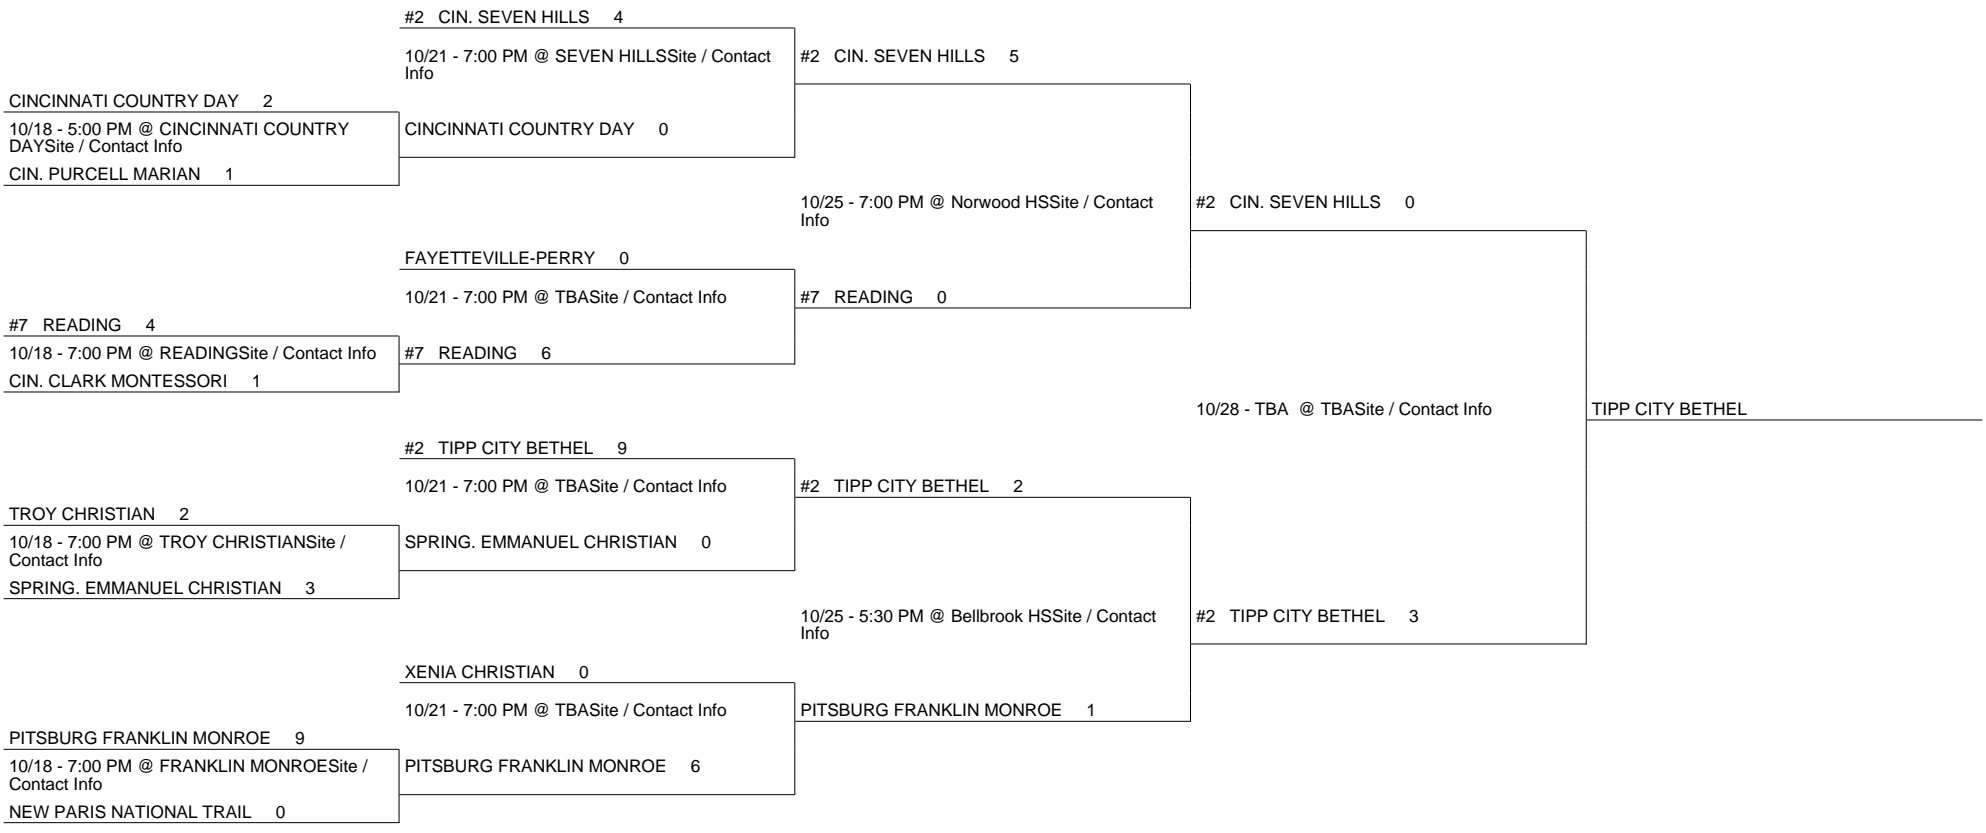 #2 CIN. SEVEN HILLS 4
10/21 - 7:00 PM @ SEVEN HILLSSite / Contact
Info
#2 CIN. SEVEN HILLS 5
CINCINNATI COUNTRY DAY 2
10/18 - 5:00 PM @ CINCINNATI COUNTRY
DAYSite / Contact Info
CINCINNATI COUNTRY DAY 0
CIN. PURCELL MARIAN 1
10/25 - 7:00 PM @ Norwood HSSite / Contact
Info
#2 CIN. SEVEN HILLS 0
FAYETTEVILLE-PERRY 0
10/21 - 7:00 PM @ TBASite / Contact Info
#7 READING 0
#7 READING 4
10/18 - 7:00 PM @ READINGSite / Contact Info
#7 READING 6
CIN. CLARK MONTESSORI 1
10/28 - TBA @ TBASite / Contact Info
TIPP CITY BETHEL
#2 TIPP CITY BETHEL 9
10/21 - 7:00 PM @ TBASite / Contact Info
#2 TIPP CITY BETHEL 2
TROY CHRISTIAN 2
10/18 - 7:00 PM @ TROY CHRISTIANSite /
Contact Info
SPRING. EMMANUEL CHRISTIAN 0
SPRING. EMMANUEL CHRISTIAN 3
10/25 - 5:30 PM @ Bellbrook HSSite / Contact
Info
#2 TIPP CITY BETHEL 3
XENIA CHRISTIAN 0
10/21 - 7:00 PM @ TBASite / Contact Info
PITSBURG FRANKLIN MONROE 1
PITSBURG FRANKLIN MONROE 9
10/18 - 7:00 PM @ FRANKLIN MONROESite /
Contact Info
PITSBURG FRANKLIN MONROE 6
NEW PARIS NATIONAL TRAIL 0